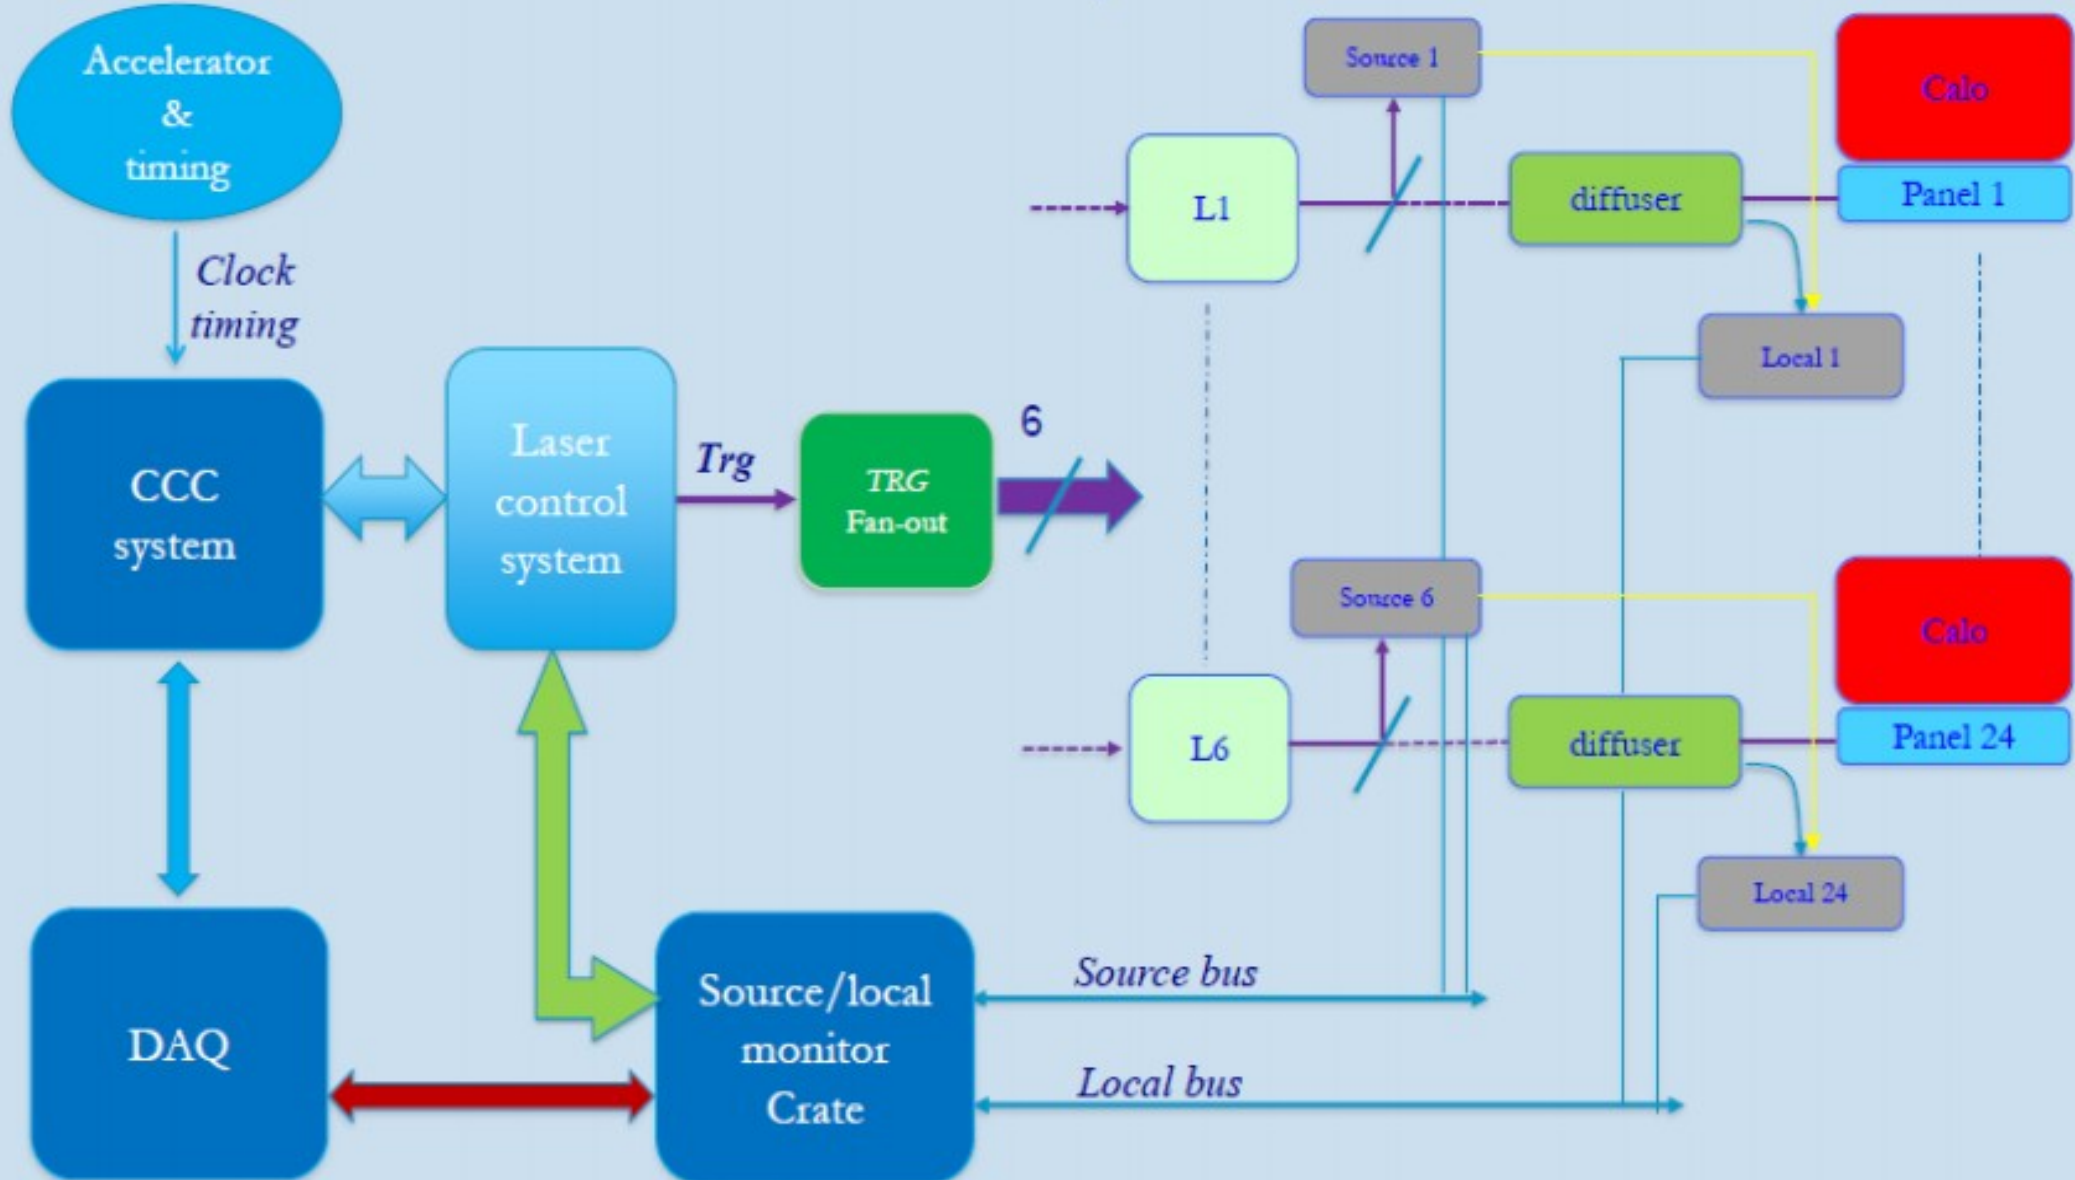 Accelerator
&
timing
Clock
timing
CCC
system
Laser
control
system
Trg
TRG
Fan-out
6
DAQ
Source/local
monitor
Crate
Source bus
Local bus
Source 1
L1
diffuser
Calo
Panel 1
Local 1
Source 6
L6
diffuser
Calo
Panel 24
Local 24